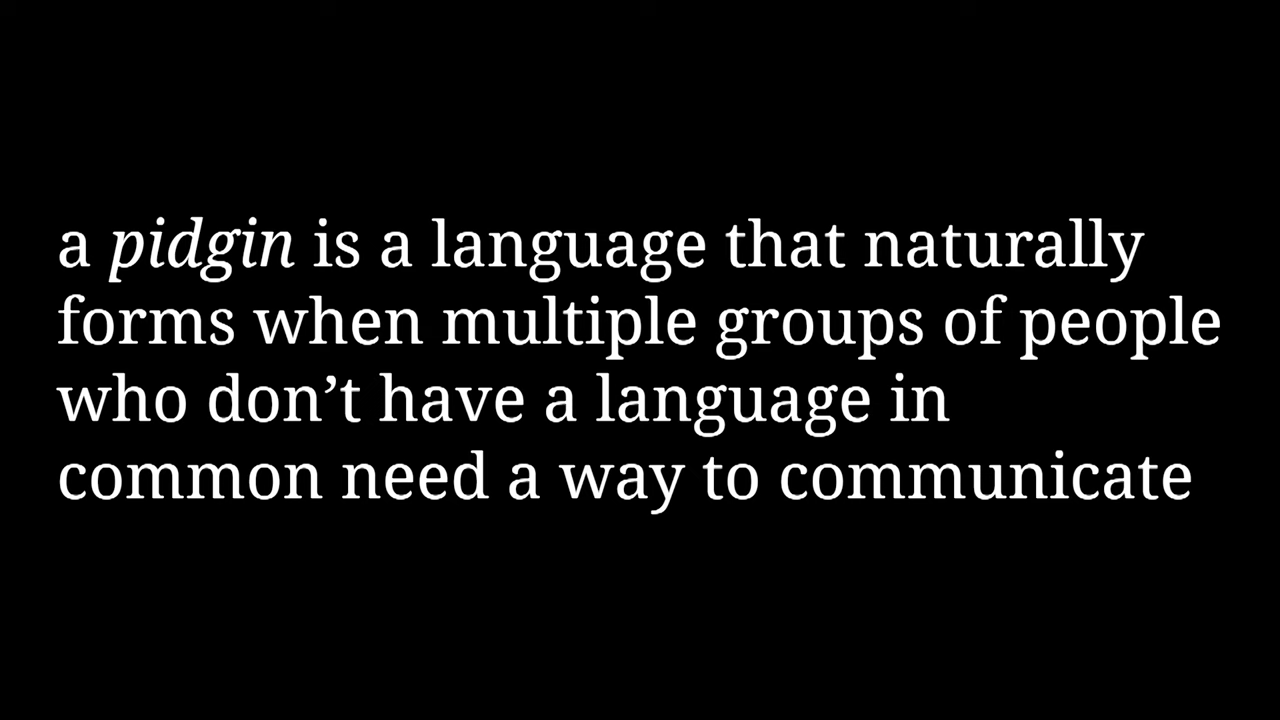 a pidgin is a language that naturally
forms when multiple groups of people
who don’t have a language in
common need a way to communicate